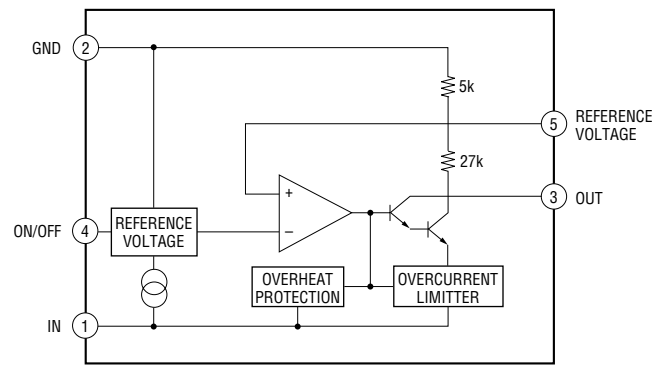 GND 2
5k
5 REFERENCE
VOLTAGE
27k
+
3 OUT
ON/OFF 4
REFERENCE
VOLTAGE
−
OVERHEAT
PROTECTION
OVERCURRENT
LIMITTER
IN 1